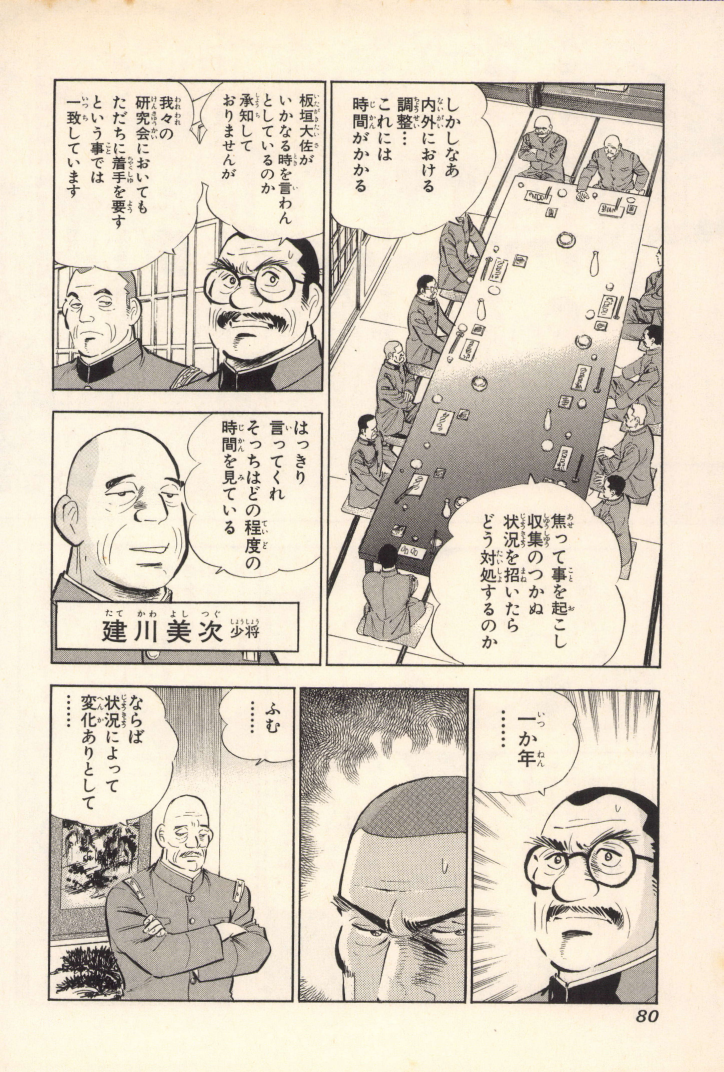 しかしなあ
内外における
調整…
これには
時間がかかる
焦って事を起こし
収集のつかぬ
状況を招いたら
どう対処するのか
板垣大佐が
いかなる時を言わん
としているのか
承知して
おりませんが
我々の
研究会においても
ただちに着手を要す
という事では
一致しています
はっきり
言ってくれ
そっちはどの程度の
時間を見ている
建川美次少将
一か年
……
ふむ
……
ならば
状況によって
変化ありとして
……
80